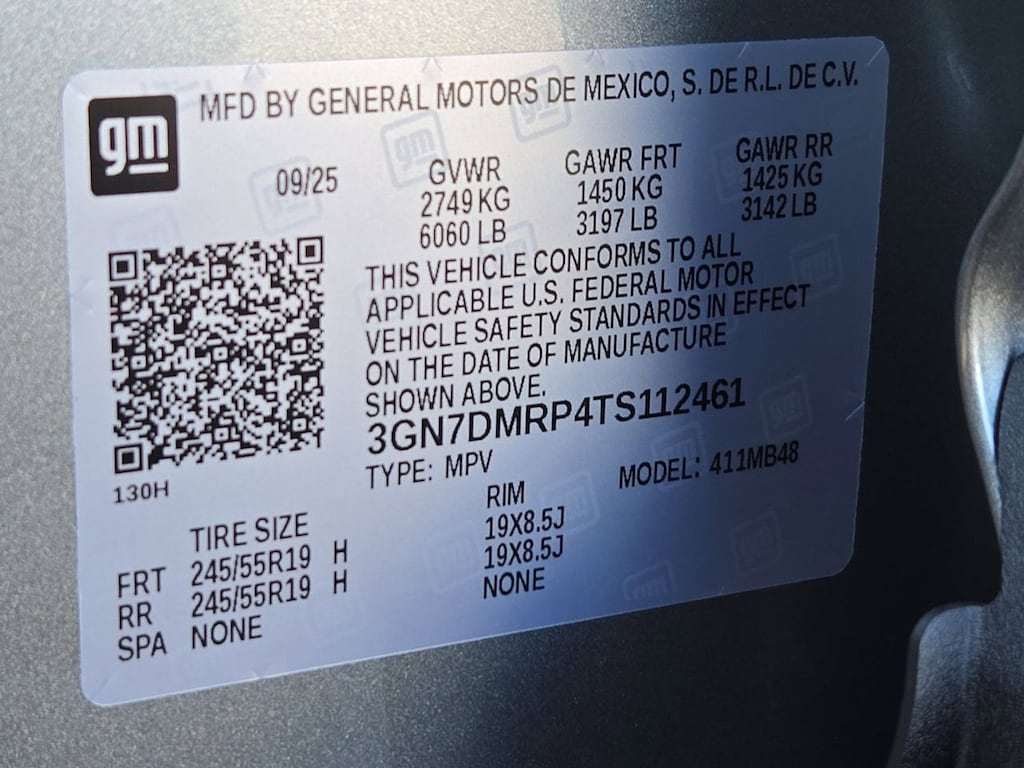 gm
MFD BY GENERAL MOTORS DE MEXICO, S. DE R.L. DE C.V.
09/25
GVWR
2749 KG
6060 LB
GAWR FRT
1450 KG
3197 LB
GAWR RR
1425 KG
3142 LB
THIS VEHICLE CONFORMS TO ALL
APPLICABLE U.S. FEDERAL MOTOR
VEHICLE SAFETY STANDARDS IN EFFECT
ON THE DATE OF MANUFACTURE
SHOWN ABOVE.
3GN7DMRP4TS112461
TYPE: MPV
MODEL: 411MB48
130H
TIRE SIZE RIM
FRT 245/55R19 H 19X8.5J
RR 245/55R19 H 19X8.5J
SPA NONE NONE